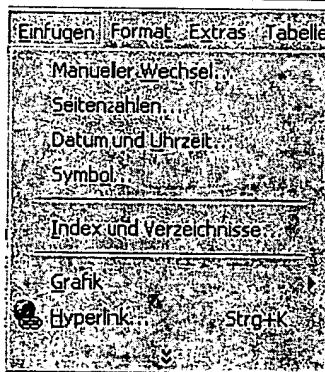 Einfügen Format Extras Tabelle
Manueller Wechsel...
Seitenzahlen...
Datum und Uhrzeit...
Symbol...
Index und Verzeichnisse...
Grafik
Hyperlink... Strg+K